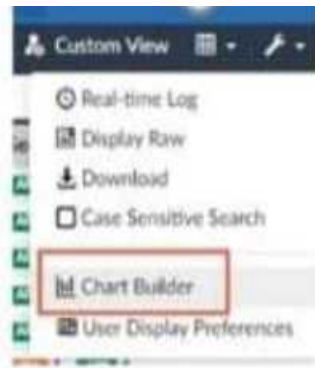 Custom View
Real-time Log
Display Raw
Download
Case Sensitive Search
Chart Builder
User Display Preferences